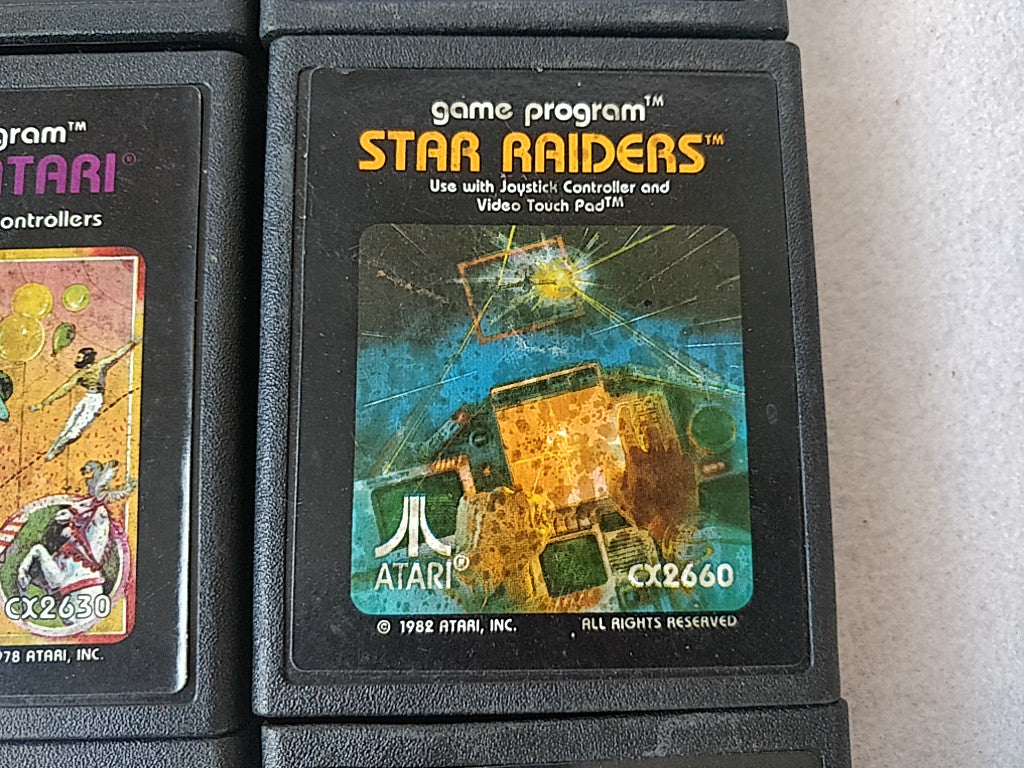 gram™
ATARI®
ontrollers
CX2630
978 ATARI, INC.
game program™
STAR RAIDERS™
Use with Joystick Controller and
Video Touch Pad™
ATARI®
CX2660
© 1982 ATARI, INC. ALL RIGHTS RESERVED